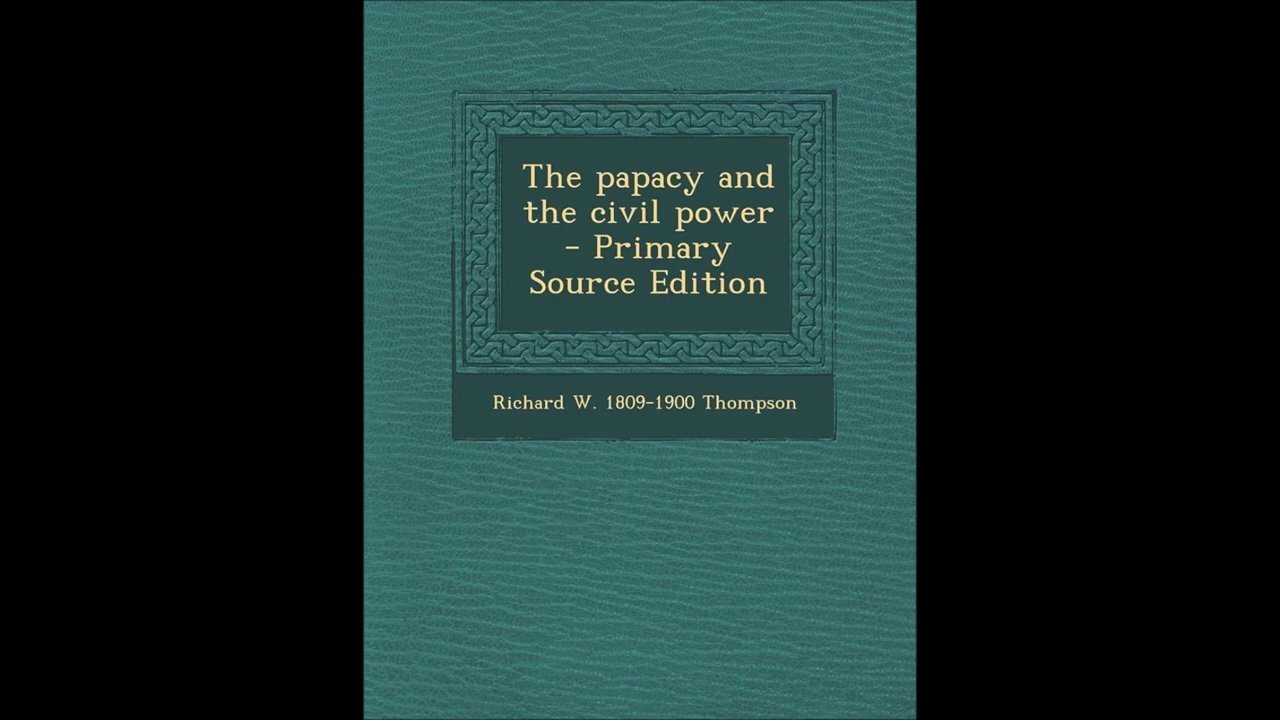 The papacy and
the civil power
- Primary
Source Edition
Richard W. 1809-1900 Thompson